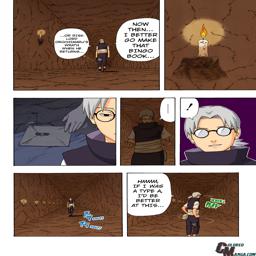 NOW
THEN...
I BETTER
GO MAKE
THAT
BINGO
BOOK...
...OR RISK
LORD
OROCHIMARU'S
WRATH
WHEN HE
RETURNS...
!
HMMM,
IF I WAS A
TYPE A,
I'D BE
BETTER AT
THIS...
COLORED
MANGA.COM